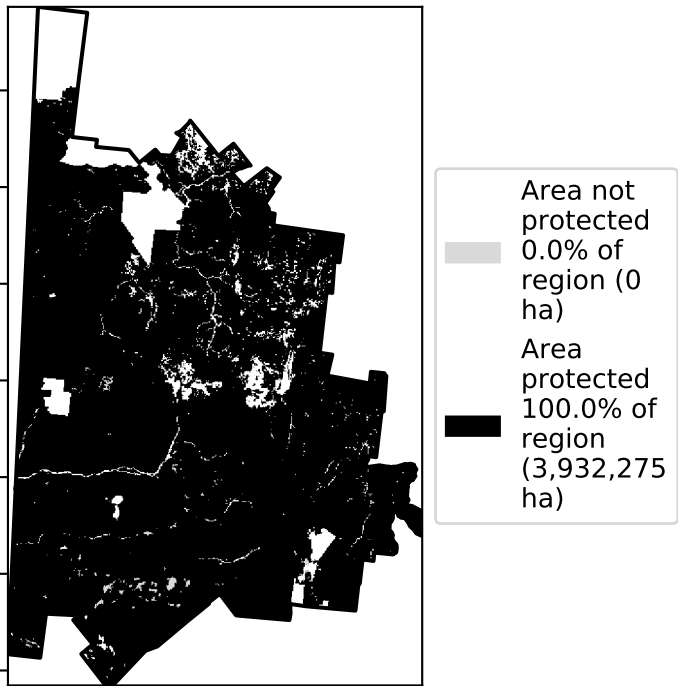 Area not
protected
0.0% of
region (0
ha)
Area
protected
100.0% of
region
(3,932,275
ha)